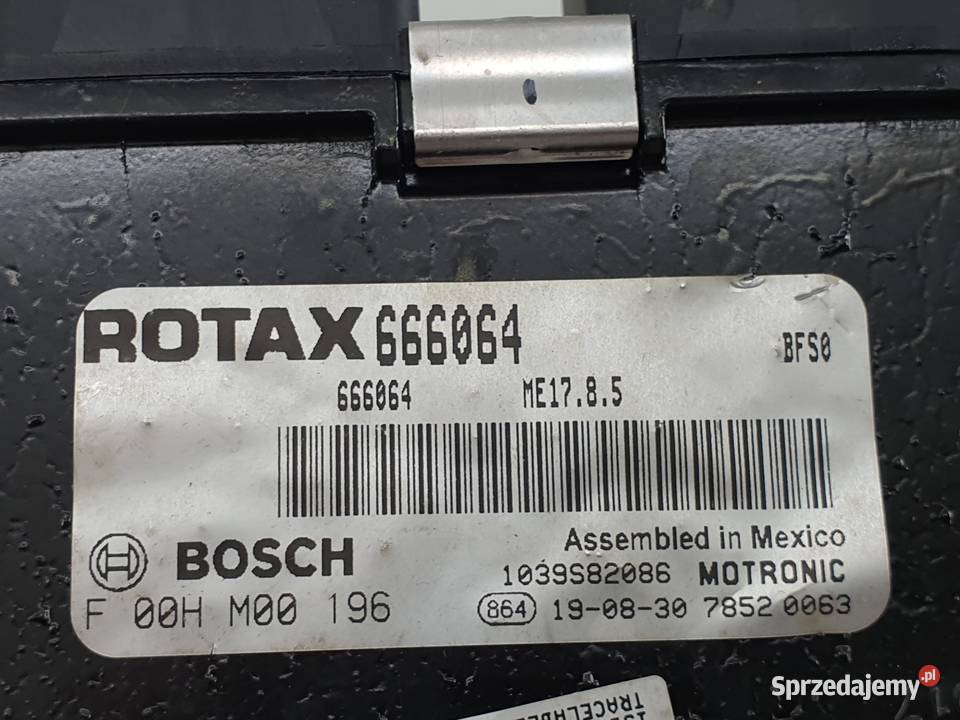 ROTAX 666064 BFS0
666064 ME17.8.5
Assembled in Mexico
BOSCH 1039S82086 MOTRONIC
F 00H M00 196 864 19-08-30 7852 0063
TRACELABLE
Sprzedajemy.pl